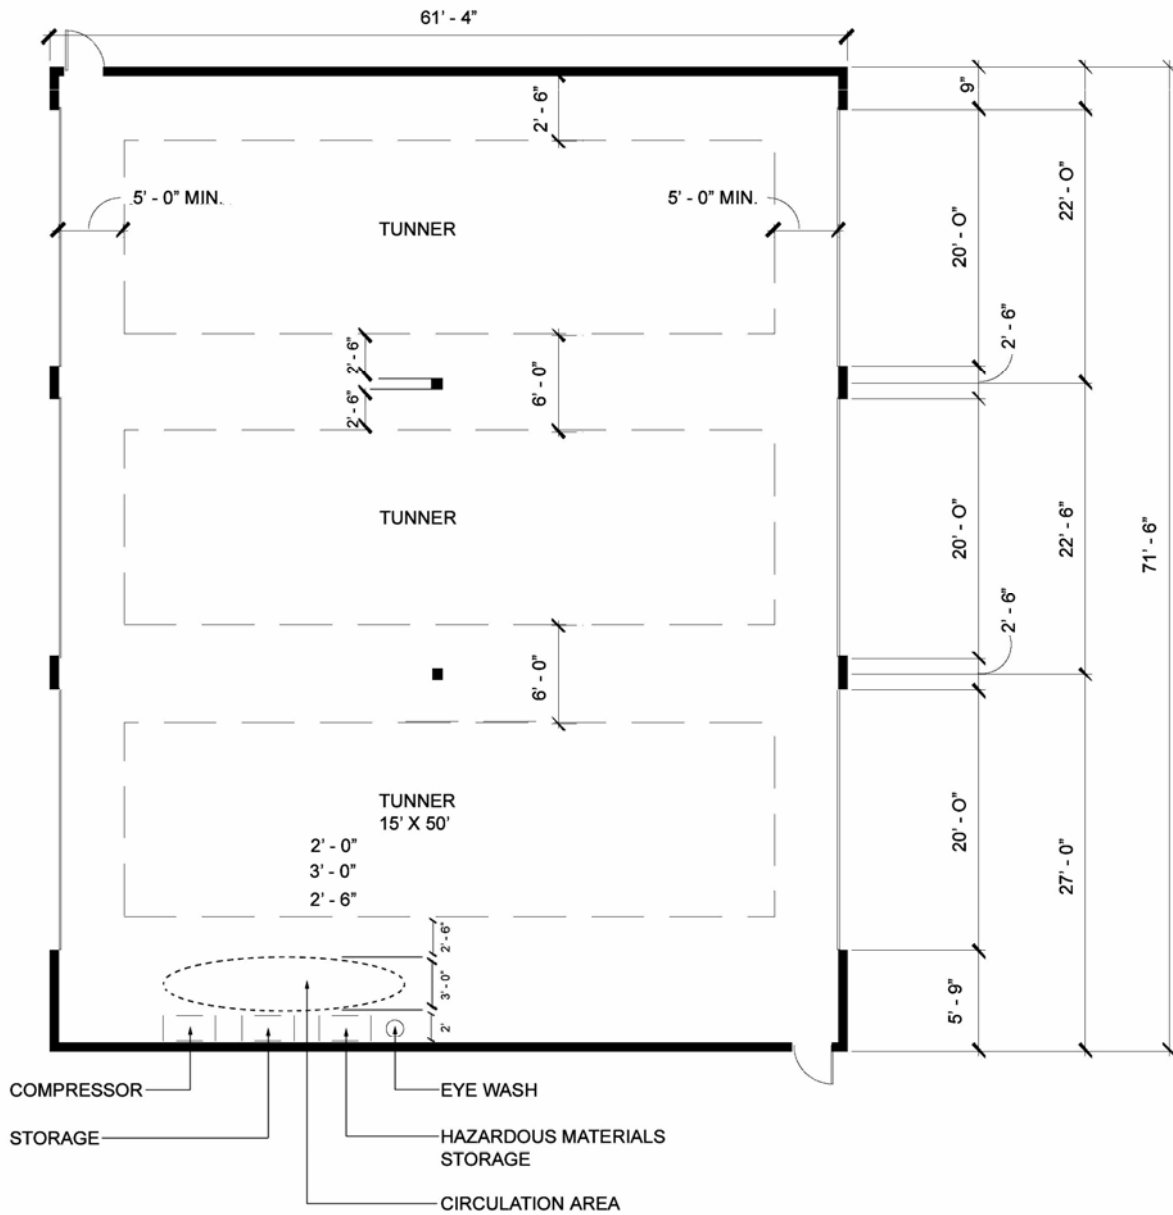 61' - 4"
9"
2' - 6"
5' - 0" MIN.
5' - 0" MIN.
22' - O"
TUNNER
20' - O"
2' - 6"
2' - 6"
6' - 0"
2' - 6"
TUNNER
20' - O"
22' - 6"
71' - 6"
2' - 6"
6' - 0"
TUNNER
15' X 50'
20' - O"
2' - 0"
3' - 0"
2' - 6"
27' - 0"
2' - 6"
3' - 0"
5' - 9"
2'
COMPRESSOR
EYE WASH
STORAGE
HAZARDOUS MATERIALS
STORAGE
CIRCULATION AREA